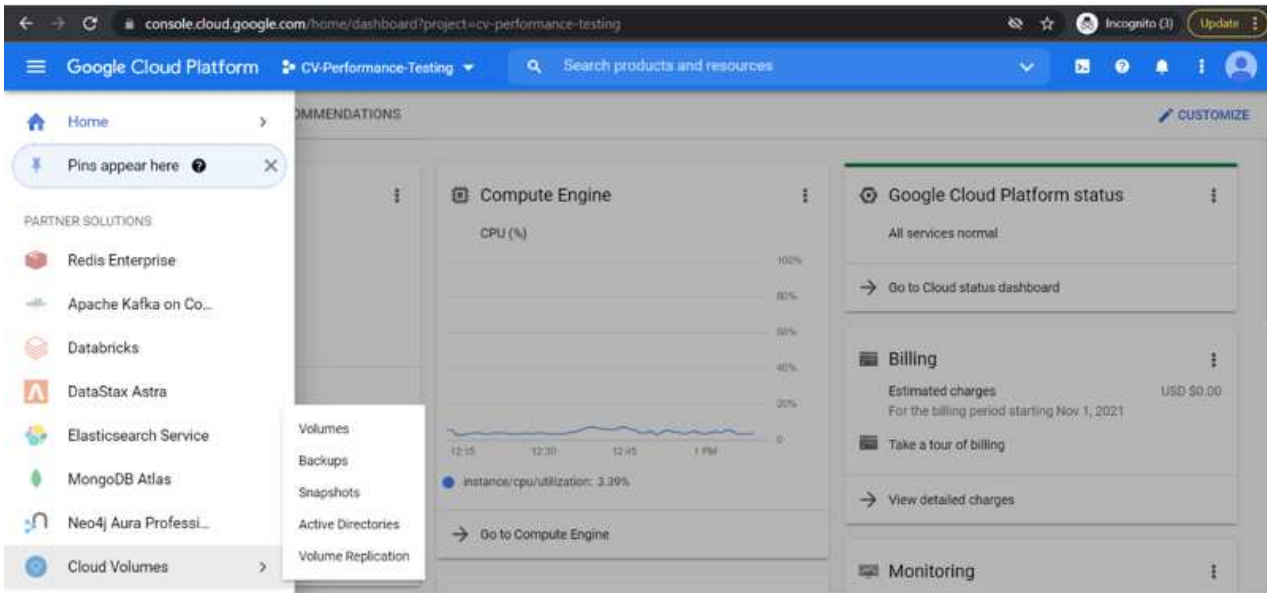 console.cloud.google.com/home/dashboard?project=cv-performance-testing
Incognito (3)
Update
Google Cloud Platform
CV-Performance-Testing
Search products and resources
Home
OMMENDATIONS
CUSTOMIZE
Pins appear here
PARTNER SOLUTIONS
Redis Enterprise
Apache Kafka on Co...
Databricks
DataStax Astra
Elasticsearch Service
MongoDB Atlas
Neo4j Aura Professi...
Cloud Volumes
Volumes
Backups
Snapshots
Active Directories
Volume Replication
Compute Engine
CPU (%)
100%
80%
60%
40%
20%
0
12:15 12:30 12:45 1 PM
instance/cpu/utilization: 3.39%
Go to Compute Engine
Google Cloud Platform status
All services normal
Go to Cloud status dashboard
Billing
Estimated charges USD $0.00
For the billing period starting Nov 1, 2021
Take a tour of billing
View detailed charges
Monitoring